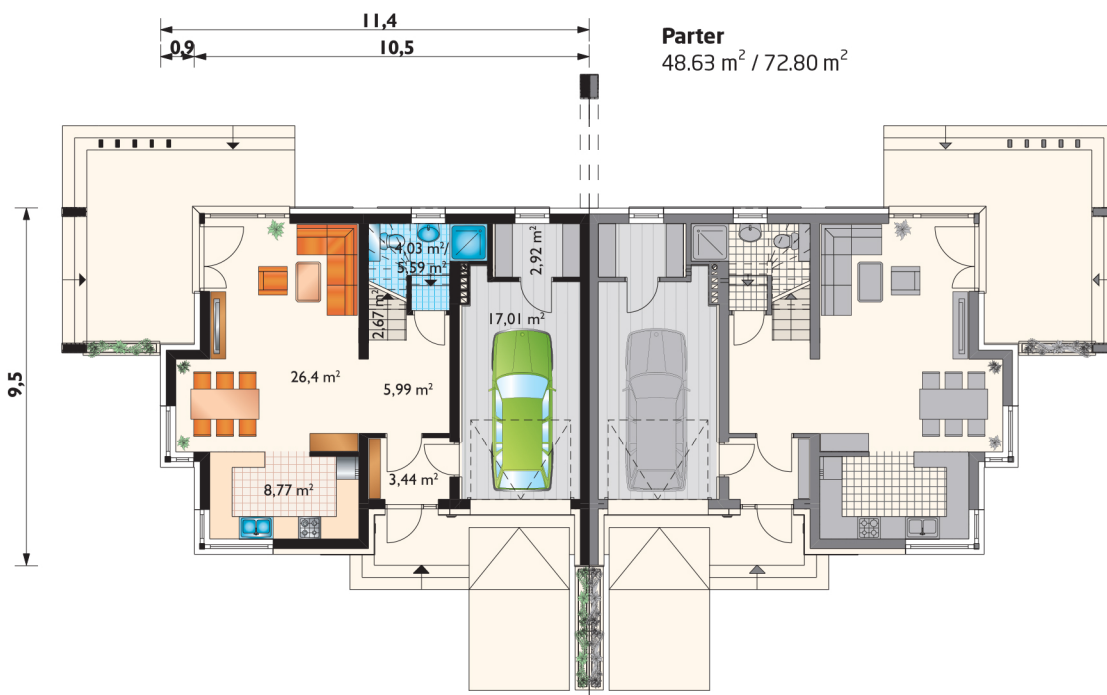 11,4
0,9
10,5
Parter
48.63 m² / 72.80 m²
9,5
4,03 m²/
5,59 m²
2,92 m²
2,67 m²
17,01 m²
26,4 m²
5,99 m²
3,44 m²
8,77 m²